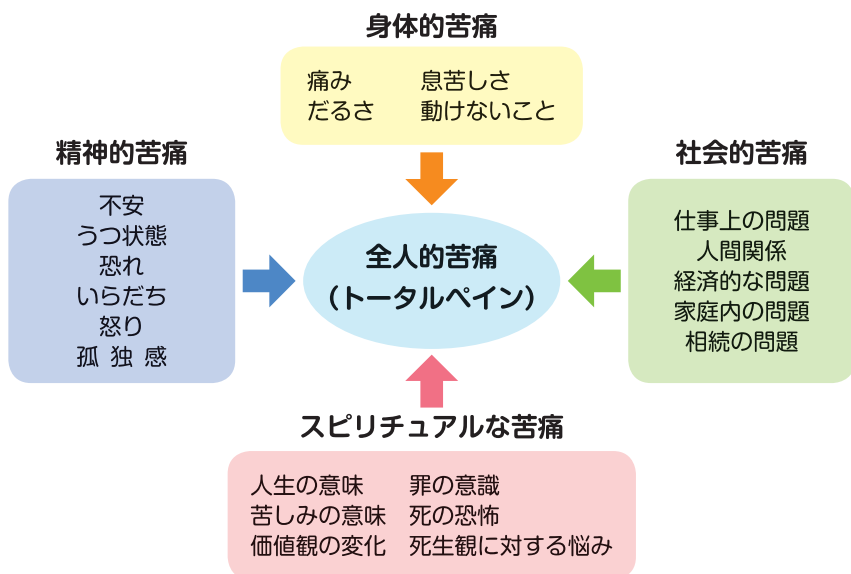 身体的苦痛
痛み 息苦しさ
だるさ 動けないこと
精神的苦痛
不安
うつ状態
恐れ
いらだち
怒り
孤独感
社会的苦痛
仕事上の問題
人間関係
経済的な問題
家庭内の問題
相続の問題
全人的苦痛
(トータルペイン)
スピリチュアルな苦痛
人生の意味 罪の意識
苦しみの意味 死の恐怖
価値観の変化 死生観に対する悩み